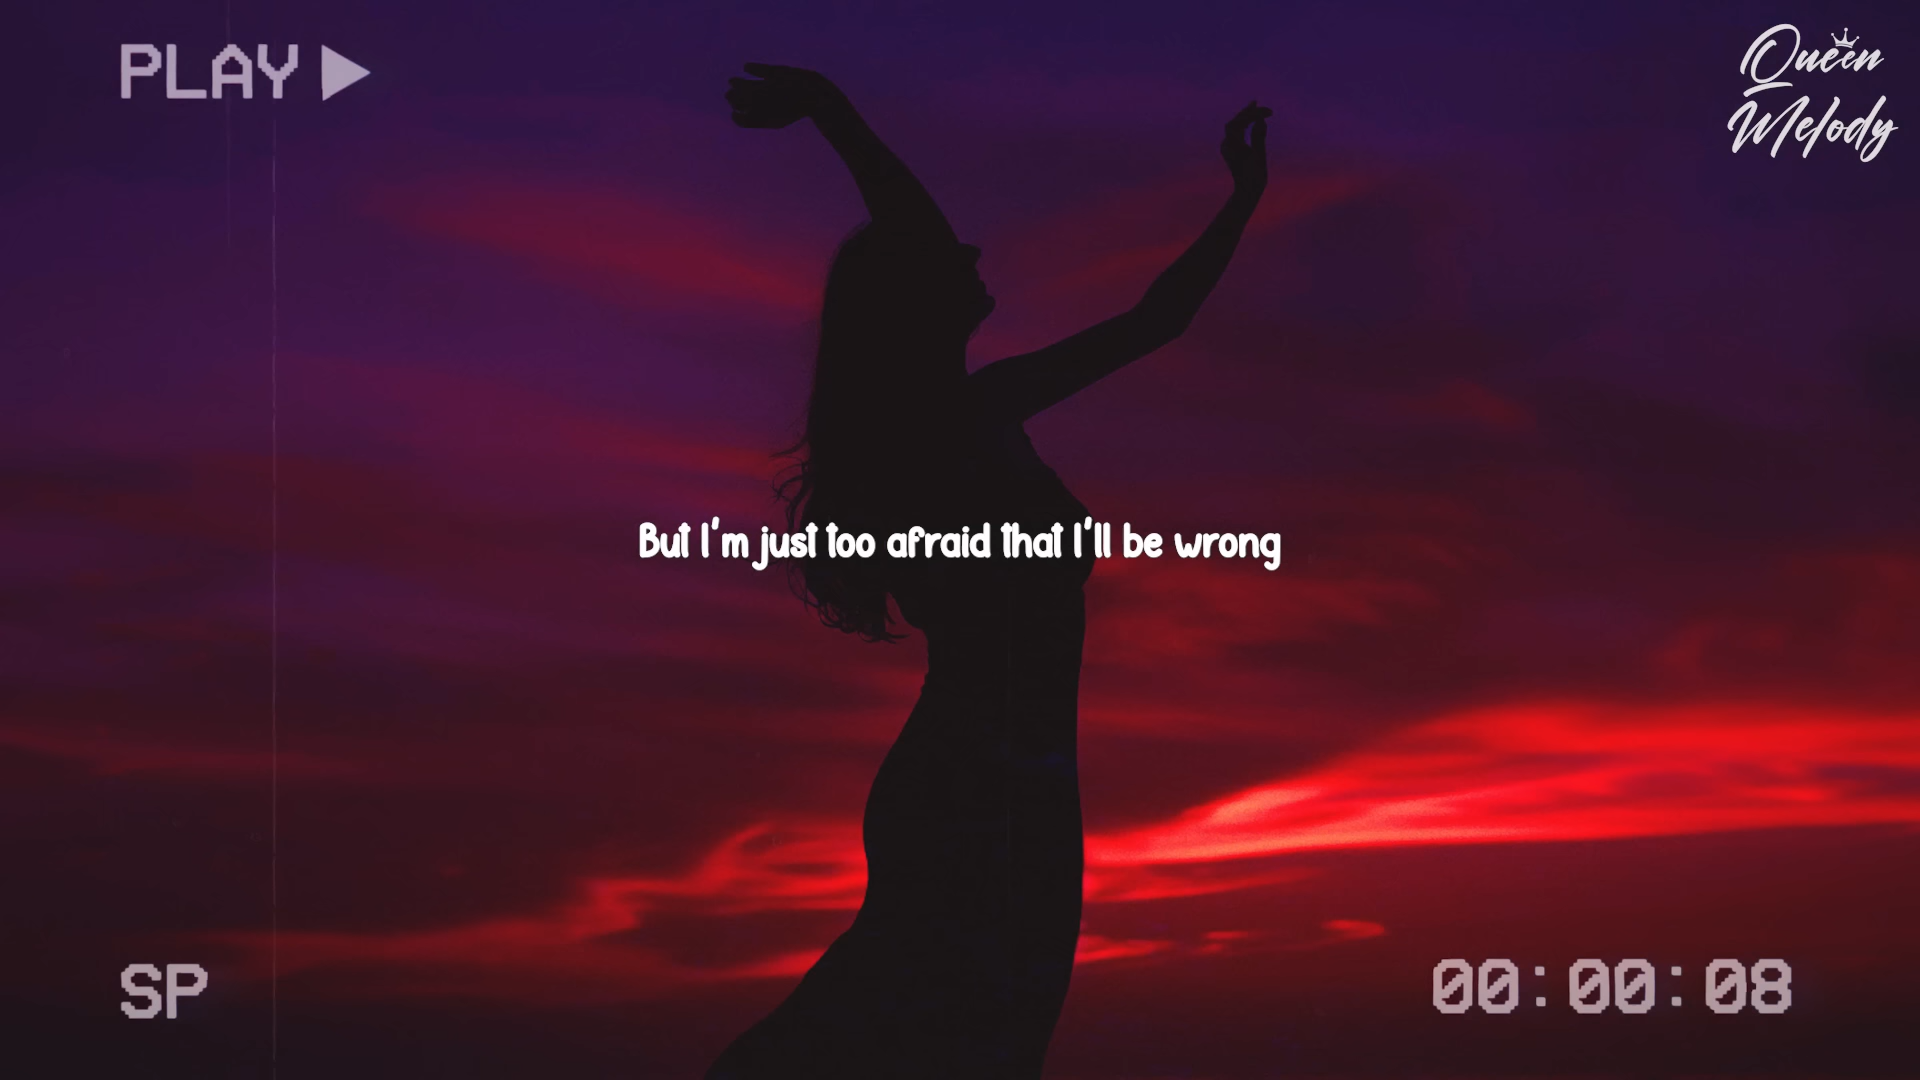 PLAY
Queen
Melody
But I'm just too afraid that I'll be wrong
SP
00:00:08